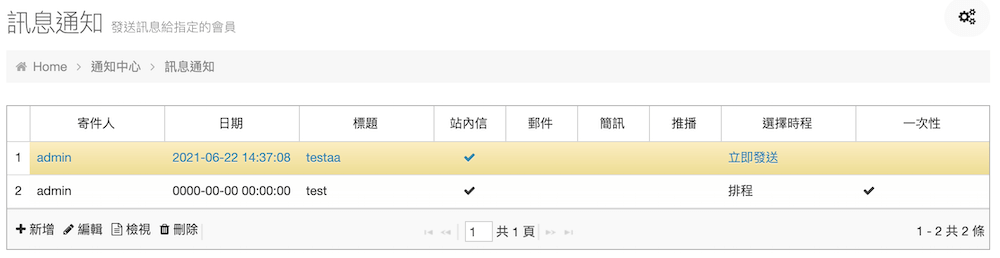 訊息通知 發送訊息給指定的會員
Home > 通知中心 > 訊息通知
寄件人 日期 標題 站內信 郵件 簡訊 推播 選擇時程 一次性
1 admin 2021-06-22 14:37:08 testaa ✔ 立即發送
2 admin 0000-00-00 00:00:00 test ✔ 排程 ✔
新增 編輯 檢視 刪除 1 共 1 頁 1 - 2 共 2 條